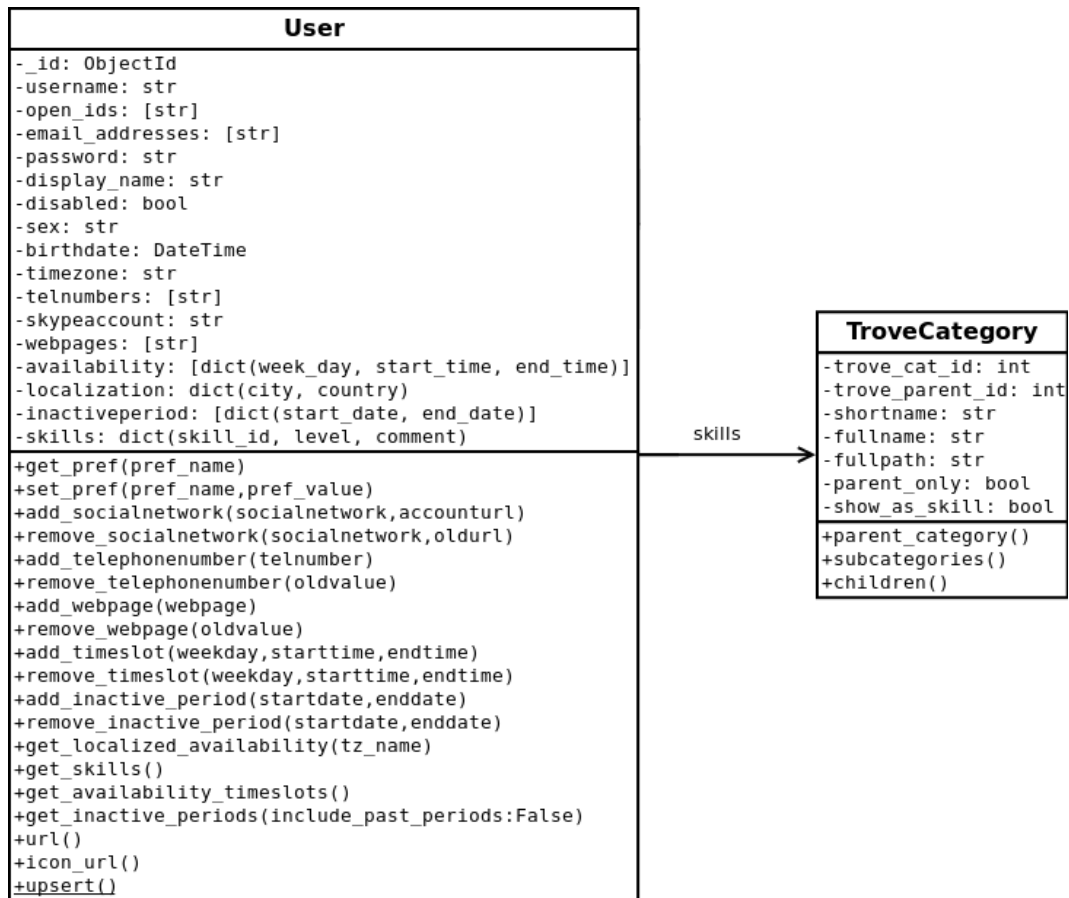 User
-_id: ObjectId
-username: str
-open_ids: [str]
-email_addresses: [str]
-password: str
-display_name: str
-disabled: bool
-sex: str
-birthdate: DateTime
-timezone: str
-telnumbers: [str]
-skypeaccount: str
-webpages: [str]
-availability: [dict(week_day, start_time, end_time)]
-localization: dict(city, country)
-inactiveperiod: [dict(start_date, end_date)]
-skills: dict(skill_id, level, comment)
+get_pref(pref_name)
+set_pref(pref_name,pref_value)
+add_socialnetwork(socialnetwork,accounturl)
+remove_socialnetwork(socialnetwork,oldurl)
+add_telephonenumber(telnumber)
+remove_telephonenumber(oldvalue)
+add_webpage(webpage)
+remove_webpage(oldvalue)
+add_timeslot(weekday,starttime,endtime)
+remove_timeslot(weekday,starttime,endtime)
+add_inactive_period(startdate,enddate)
+remove_inactive_period(startdate,enddate)
+get_localized_availability(tz_name)
+get_skills()
+get_availability_timeslots()
+get_inactive_periods(include_past_periods:False)
+url()
+icon_url()
+upsert()
skills
TroveCategory
-trove_cat_id: int
-trove_parent_id: int
-shortname: str
-fullname: str
-fullpath: str
-parent_only: bool
-show_as_skill: bool
+parent_category()
+subcategories()
+children()